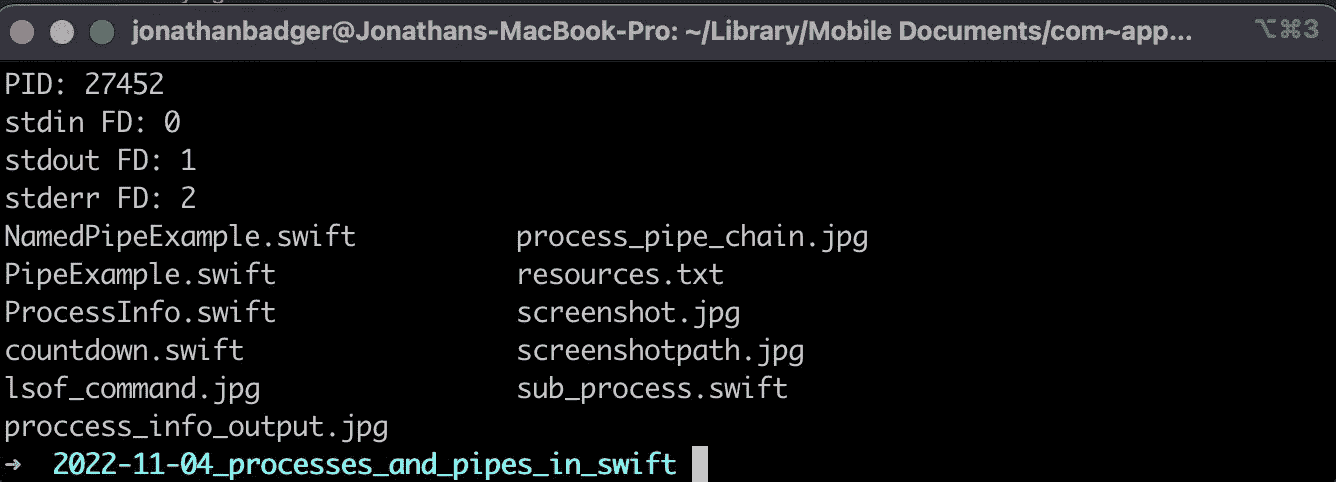 jonathanbadger@Jonathans-MacBook-Pro: ~/Library/Mobile Documents/com~app... ⌥⌘3
PID: 27452
stdin FD: 0
stdout FD: 1
stderr FD: 2
NamedPipeExample.swift process_pipe_chain.jpg
PipeExample.swift resources.txt
ProcessInfo.swift screenshot.jpg
countdown.swift screenshotpath.jpg
lsof_command.jpg sub_process.swift
proccess_info_output.jpg
➜ 2022-11-04_processes_and_pipes_in_swift